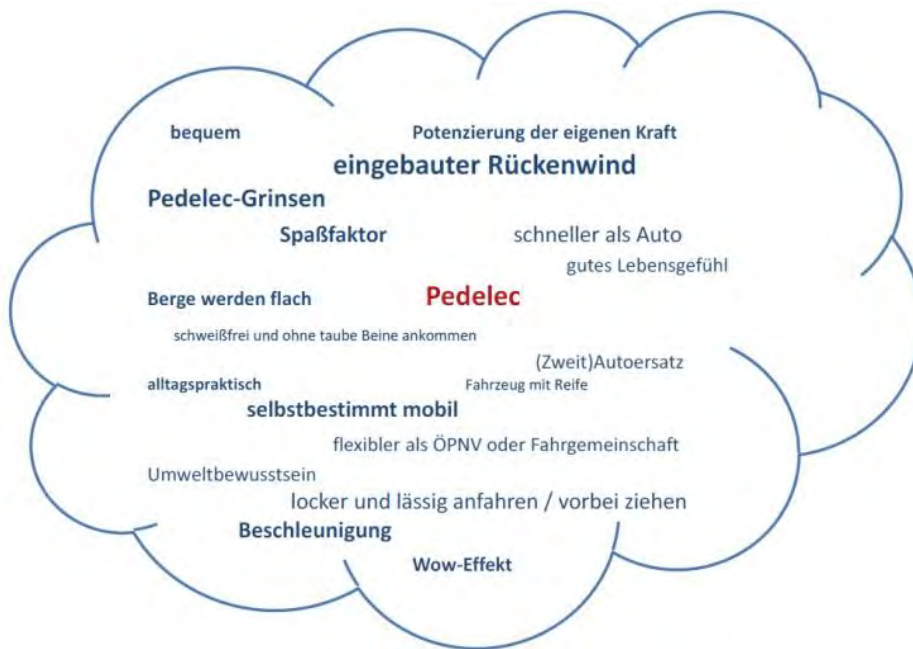 bequem
Potenzierung der eigenen Kraft
eingebauter Rückenwind
Pedelec-Grinsen
Spaßfaktor
schneller als Auto
gutes Lebensgefühl
Berge werden flach
Pedelec
schweißfrei und ohne taube Beine ankommen
(Zweit)Autoersatz
alltagspraktisch
Fahrzeug mit Reife
selbstbestimmt mobil
flexibler als ÖPNV oder Fahrgemeinschaft
Umweltbewusstsein
locker und lässig anfahren / vorbei ziehen
Beschleunigung
Wow-Effekt